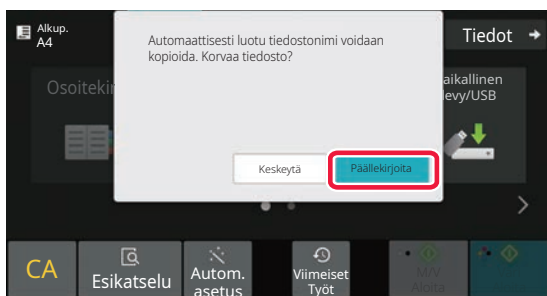 Alkup.
A4
Automaattisesti luotu tiedostonimi voidaan
kopioida. Korvaa tiedosto?
Tiedot
Osoitekir
aikallinen
levy/USB
Keskeytä
Päällekirjoita
CA
Esikatselu
Autom.
asetus
Viimeiset
Työt
M/V
Aloita